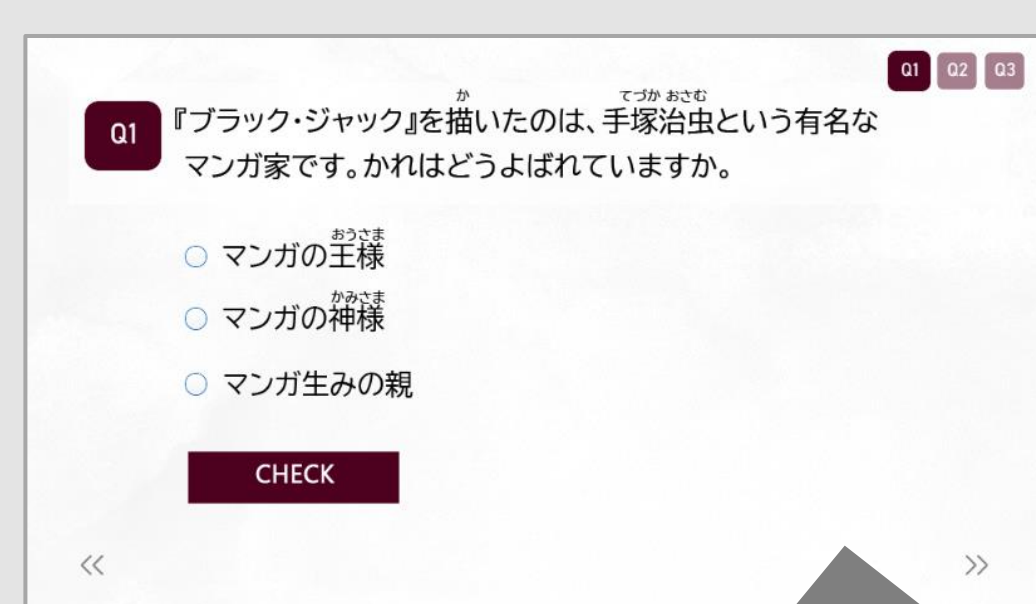 Q1 Q2 Q3
か てづか おさむ
Q1 『ブラック・ジャック』を描いたのは、手塚治虫という有名な
マンガ家です。かれはどうよばれていますか。
おうさま
マンガの王様
かみさま
マンガの神様
マンガ生みの親
CHECK